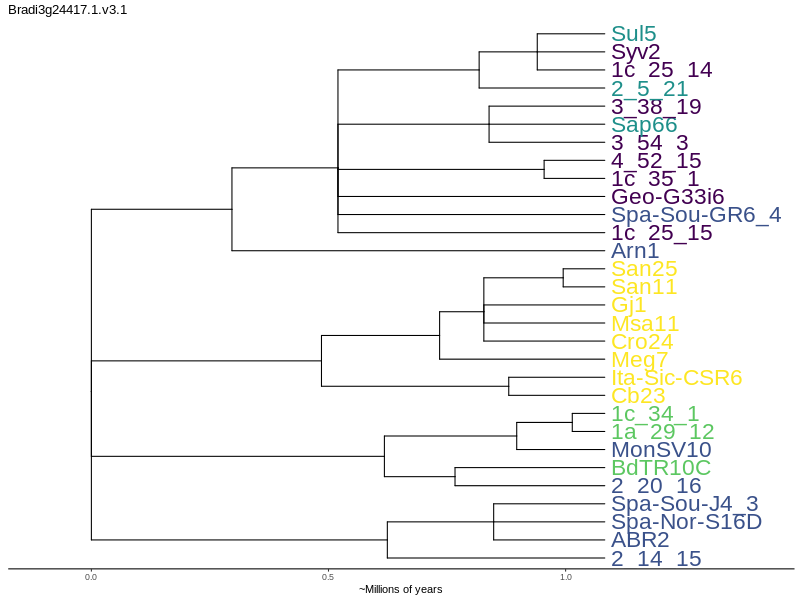 Bradi3g24417.1.v3.1
Sul5
Syv2
1c_25_14
2_5_21
3_38_19
Sap66
3_54_3
4_52_15
1c_35_1
Geo-G33i6
Spa-Sou-GR6_4
1c_25_15
Arn1
San25
San11
Gj1
Msa11
Cro24
Meg7
Ita-Sic-CSR6
Cb23
1c_34_1
1a_29_12
MonSV10
BdTR10C
2_20_16
Spa-Sou-J4_3
Spa-Nor-S16D
ABR2
2_14_15
0.0 0.5 1.0
~Millions of years